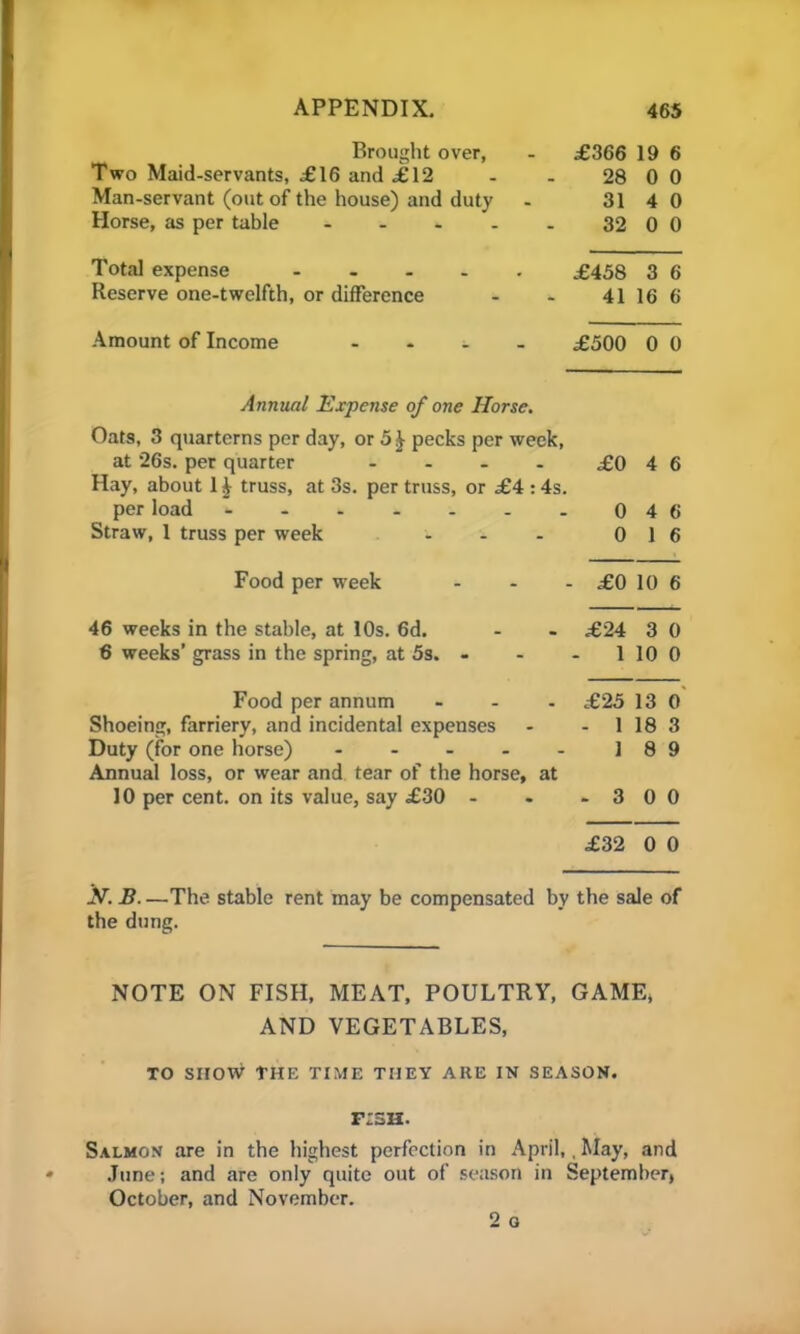 APPENDIX. 465
Brought over, - £366 19 6
Two Maid-servants, £16 and £12 - - 28 0 0
Man-servant (out of the house) and duty - 31 4 0
Horse, as per table - - - - - 32 0 0
Total expense - - - - - £458 3 6
Reserve one-twelfth, or difference - - 41 16 6
Amount of Income - - - - £500 0 0
Annual Expense of one Horse.
Oats, 3 quarterns per day, or 5½ pecks per week,
at 26s. per quarter - - - - £0 4 6
Hay, about 1½ truss, at 3s. per truss, or £4 : 4s.
per load - - - - - - - 0 4 6
Straw, 1 truss per week - - - 0 1 6
Food per week - - - £0 10 6
46 weeks in the stable, at 10s. 6d. - - £24 3 0
6 weeks' grass in the spring, at 5s. - - - 1 10 0
Food per annum - - - £25 13 0
Shoeing, farriery, and incidental expenses - - 1 18 3
Duty (for one horse) - - - - - 1 8 9
Annual loss, or wear and tear of the horse, at
10 per cent. on its value, say £30 - - - 3 0 0
£32 0 0
N. B.—The stable rent may be compensated by the sale of
the dung.
NOTE ON FISH, MEAT, POULTRY, GAME,
AND VEGETABLES,
TO SHOW THE TIME THEY ARE IN SEASON.
FISH.
SALMON are in the highest perfection in April, May, and
June; and are only quite out of season in September,
October, and November.
2 G